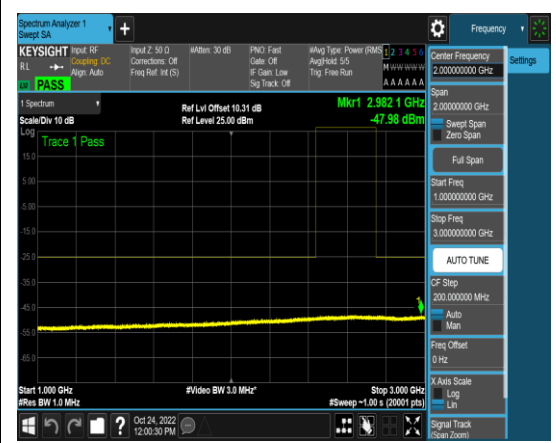 Spectrum Analyzer 1
Swept SA
+
Frequency
KEYSIGHT
RL
PASS
Input: RF
Coupling: DC
Align: Auto
Input Z: 50 Ω
Corrections: Off
Freq Ref: Int (S)
#Atten: 30 dB
PNO: Fast
Gate: Off
IF Gain: Low
Sig Track: Off
#Avg Type: Power (RMS
Avg|Hold: 5/5
Trig: Free Run
1 2 3 4 5 6
M W W W W W
A A A A A A
1 Spectrum
Scale/Div 10 dB
Ref Lvl Offset 10.31 dB
Ref Level 25.00 dBm
Mkr1 2.982 1 GHz
-47.98 dBm
Log
Trace 1 Pass
15.0
5.00
-5.00
-15.0
-25.0
-35.0
-45.0
-55.0
-65.0
1
Start 1.000 GHz
#Res BW 1.0 MHz
#Video BW 3.0 MHz*
Stop 3.000 GHz
#Sweep ~1.00 s (20001 pts)
Center Frequency
2.000000000 GHz
Settings
Span
2.00000000 GHz
Swept Span
Zero Span
Full Span
Start Freq
1.000000000 GHz
Stop Freq
3.000000000 GHz
AUTO TUNE
CF Step
200.000000 MHz
Auto
Man
Freq Offset
0 Hz
X Axis Scale
Log
Lin
Signal Track
(Span Zoom)
?
Oct 24, 2022
12:00:30 PM